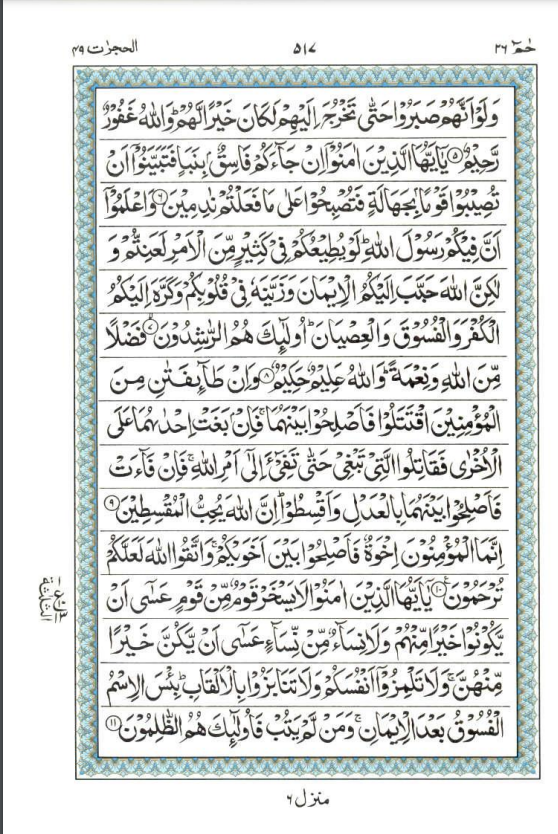 حٰمٓ ٢٦
٥١٧
الحجرٰت ٤٩
وَلَوْ اَنَّهُمْ صَبَرُوْا حَتّٰى تَخْرُجَ اِلَيْهِمْ لَكَانَ خَيْرًا لَّهُمْ ؕ وَاللّٰهُ غَفُوْرٌ
رَّحِيْمٌ ۝٥ يٰۤاَيُّهَا الَّذِيْنَ اٰمَنُوْۤا اِنْ جَآءَكُمْ فَاسِقٌۢ بِنَبَاٍ فَتَبَيَّنُوْۤا اَنْ
تُصِيْبُوْا قَوْمًۢا بِجَهَالَةٍ فَتُصْبِحُوْا عَلٰى مَا فَعَلْتُمْ نٰدِمِيْنَ ۝٦ وَاعْلَمُوْۤا
اَنَّ فِيْكُمْ رَسُوْلَ اللّٰهِ ؕ لَوْ يُطِيْعُكُمْ فِيْ كَثِيْرٍ مِّنَ الْاَمْرِ لَعَنِتُّمْ وَ
لٰكِنَّ اللّٰهَ حَبَّبَ اِلَيْكُمُ الْاِيْمَانَ وَزَيَّنَهٗ فِيْ قُلُوْبِكُمْ وَكَرَّهَ اِلَيْكُمُ
الْكُفْرَ وَالْفُسُوْقَ وَالْعِصْيَانَ ؕ اُولٰٓئِكَ هُمُ الرّٰشِدُوْنَ ۝٧ فَضْلًا
مِّنَ اللّٰهِ وَنِعْمَةً ؕ وَاللّٰهُ عَلِيْمٌ حَكِيْمٌ ۝٨ وَاِنْ طَآئِفَتٰنِ مِنَ
الْمُؤْمِنِيْنَ اقْتَتَلُوْا فَاَصْلِحُوْا بَيْنَهُمَا ۚ فَاِنْۢ بَغَتْ اِحْدٰىهُمَا عَلَى
الْاُخْرٰى فَقَاتِلُوا الَّتِيْ تَبْغِيْ حَتّٰى تَفِيْٓءَ اِلٰۤى اَمْرِ اللّٰهِ ۚ فَاِنْ فَآءَتْ
فَاَصْلِحُوْا بَيْنَهُمَا بِالْعَدْلِ وَاَقْسِطُوْا ؕ اِنَّ اللّٰهَ يُحِبُّ الْمُقْسِطِيْنَ ۝٩
اِنَّمَا الْمُؤْمِنُوْنَ اِخْوَةٌ فَاَصْلِحُوْا بَيْنَ اَخَوَيْكُمْ ۚ وَاتَّقُوا اللّٰهَ لَعَلَّكُمْ
تُرْحَمُوْنَ ۝١٠ يٰۤاَيُّهَا الَّذِيْنَ اٰمَنُوْا لَا يَسْخَرْ قَوْمٌ مِّنْ قَوْمٍ عَسٰۤى اَنْ
يَّكُوْنُوْا خَيْرًا مِّنْهُمْ وَلَا نِسَآءٌ مِّنْ نِّسَآءٍ عَسٰۤى اَنْ يَّكُنَّ خَيْرًا
مِّنْهُنَّ ۚ وَلَا تَلْمِزُوْۤا اَنْفُسَكُمْ وَلَا تَنَابَزُوْا بِالْاَلْقَابِ ؕ بِئْسَ الِاسْمُ
الْفُسُوْقُ بَعْدَ الْاِيْمَانِ ۚ وَمَنْ لَّمْ يَتُبْ فَاُولٰٓئِكَ هُمُ الظّٰلِمُوْنَ ۝١١
منزل ٦